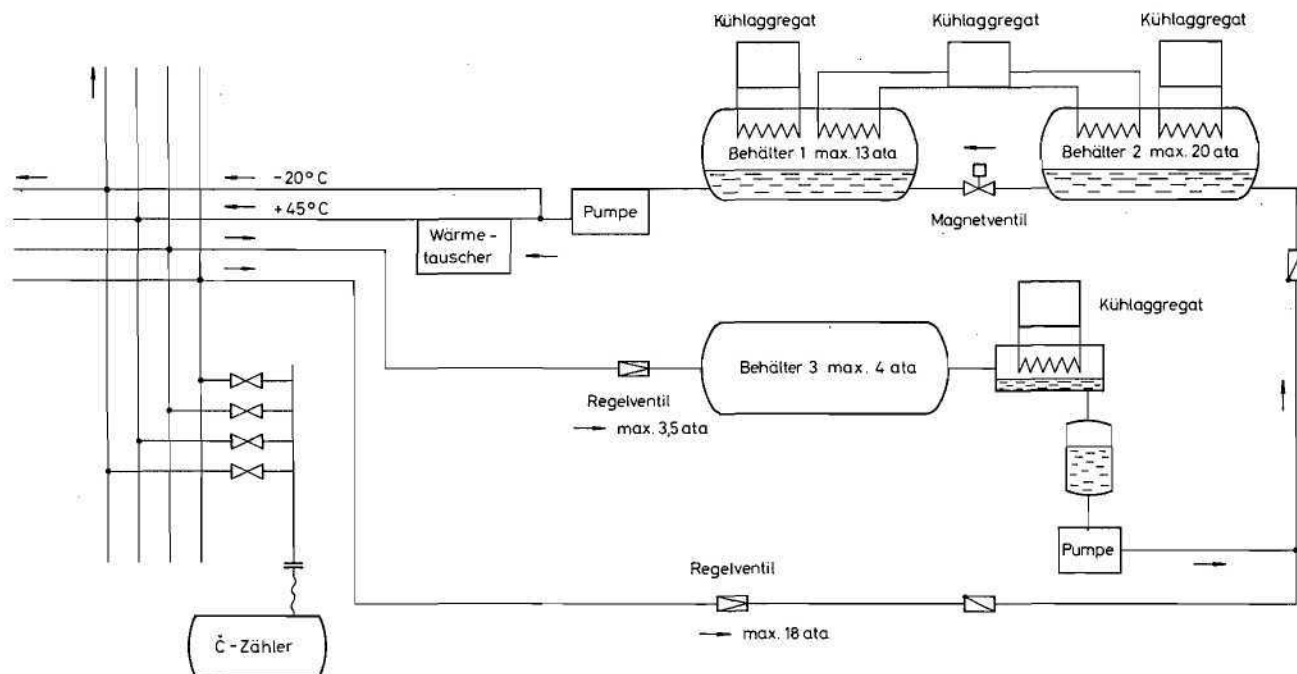 Kühlaggregat
Kühlaggregat
Kühlaggregat
Behälter 1 max. 13 ata
Behälter 2 max. 20 ata
-20°C
+45°C
Pumpe
Magnetventil
Wärme-
tauscher
Kühlaggregat
Behälter 3 max. 4 ata
Regelventil
max. 3,5 ata
Pumpe
Regelventil
max. 18 ata
Č-Zähler